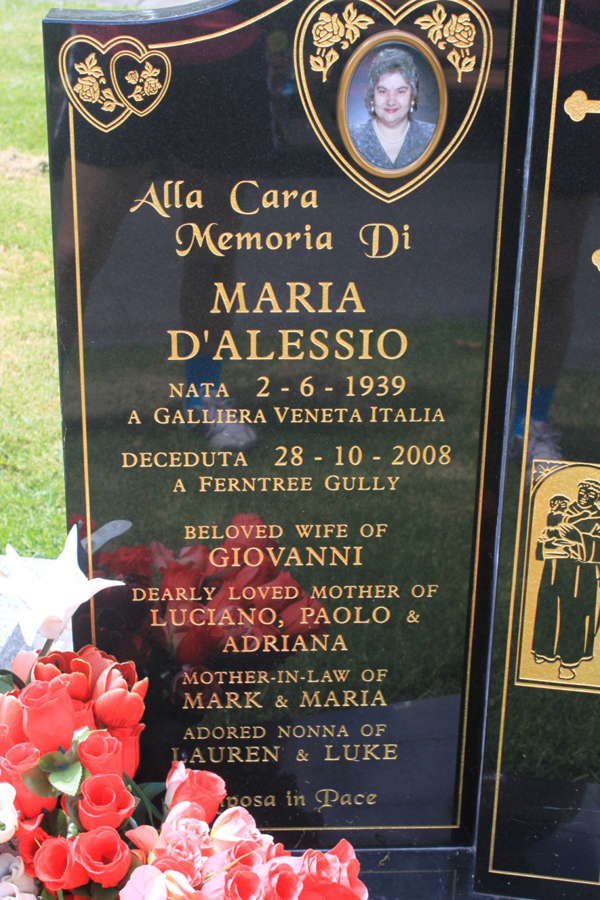 Alla Cara
Memoria Di
MARIA
D'ALESSIO
NATA 2 - 6 - 1939
A GALLIERA VENETA ITALIA
DECEDUTA 28 - 10 - 2008
A FERNTREE GULLY
BELOVED WIFE OF
GIOVANNI
DEARLY LOVED MOTHER OF
LUCIANO, PAOLO &
ADRIANA
MOTHER-IN-LAW OF
MARK & MARIA
ADORED NONNA OF
LAUREN & LUKE
in Pace